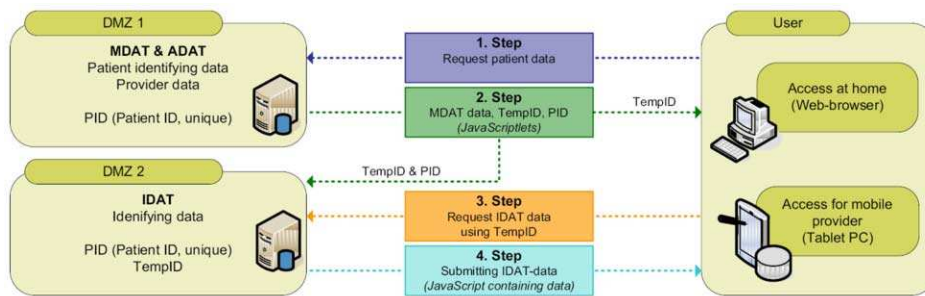 DMZ 1
MDAT & ADAT
Patient identifying data
Provider data
PID (Patient ID, unique)
1. Step
Request patient data
2. Step
MDAT data, TempID, PID
(JavaScriptlets)
TempID
TempID & PID
DMZ 2
IDAT
Identifying data
PID (Patient ID, unique)
TempID
3. Step
Request IDAT data
using TempID
4. Step
Submitting IDAT-data
(JavaScript containing data)
User
Access at home
(Web-browser)
Access for mobile
provider
(Tablet PC)